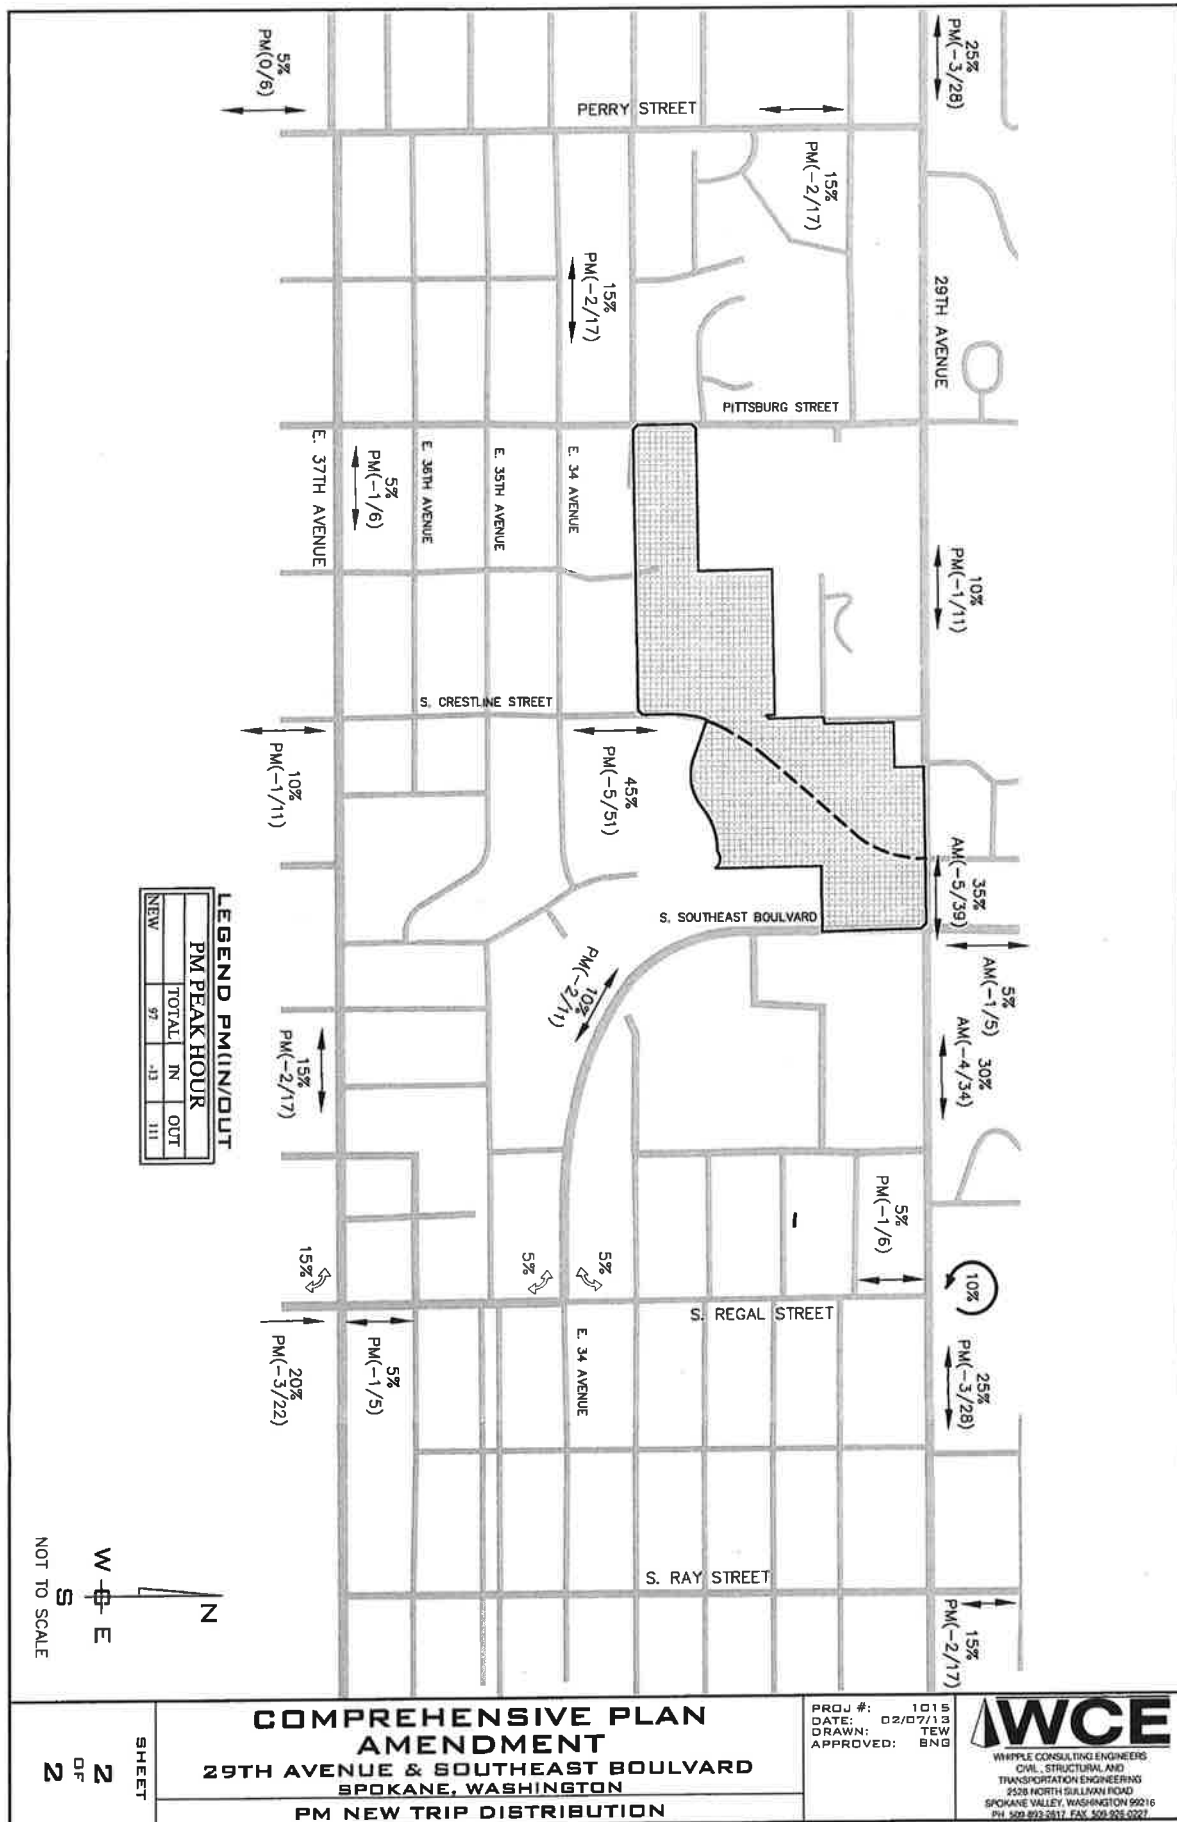 25%
PM(-3/28)
5%
PM(0/6)
PERRY STREET
15%
PM(-2/17)
15%
PM(-2/17)
29TH AVENUE
PITTSBURG STREET
E. 37TH AVENUE
5%
PM(-1/6)
E. 36TH AVENUE
E. 35TH AVENUE
E. 34 AVENUE
10%
PM(-1/11)
S. CRESTLINE STREET
10%
PM(-1/11)
45%
PM(-5/51)
35%
AM(-5/39)
S. SOUTHEAST BOULVARD
5%
AM(-1/5)
30%
AM(-4/34)
10%
PM(-2/11)
15%
PM(-2/17)
5%
PM(-1/6)
10%
15%
5%
5%
S. REGAL STREET
20%
PM(-3/22)
5%
PM(-1/5)
E. 34 AVENUE
25%
PM(-3/28)
S. RAY STREET
15%
PM(-2/17)
LEGEND PM(IN/OUT
PM PEAK HOUR
TOTAL IN OUT
NEW 97 -13 111
N
W E
S
NOT TO SCALE
SHEET
2
OF
2
COMPREHENSIVE PLAN
AMENDMENT
29TH AVENUE & SOUTHEAST BOULVARD
SPOKANE, WASHINGTON
PM NEW TRIP DISTRIBUTION
PROJ #: 1015
DATE: 02/07/13
DRAWN: TEW
APPROVED: BNG
WCE
WHIPPLE CONSULTING ENGINEERS
CIVIL, STRUCTURAL AND
TRANSPORTATION ENGINEERING
2528 NORTH SULLIVAN ROAD
SPOKANE VALLEY, WASHINGTON 99216
PH 509-893-2617 FAX 509-926-0227